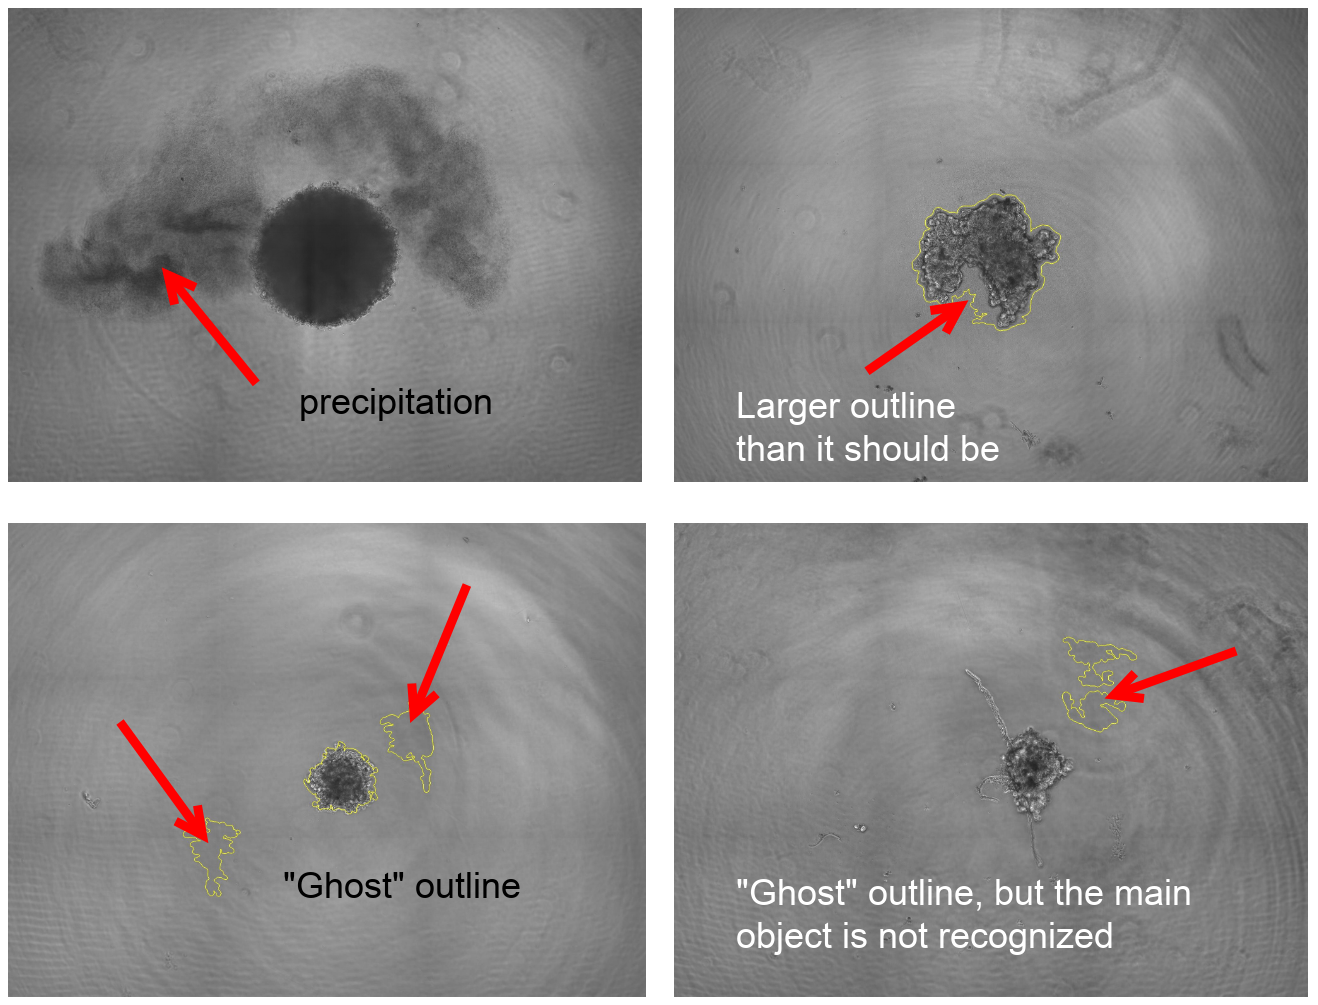 precipitation
Larger outline
than it should be
"Ghost" outline
"Ghost" outline, but the main
object is not recognized